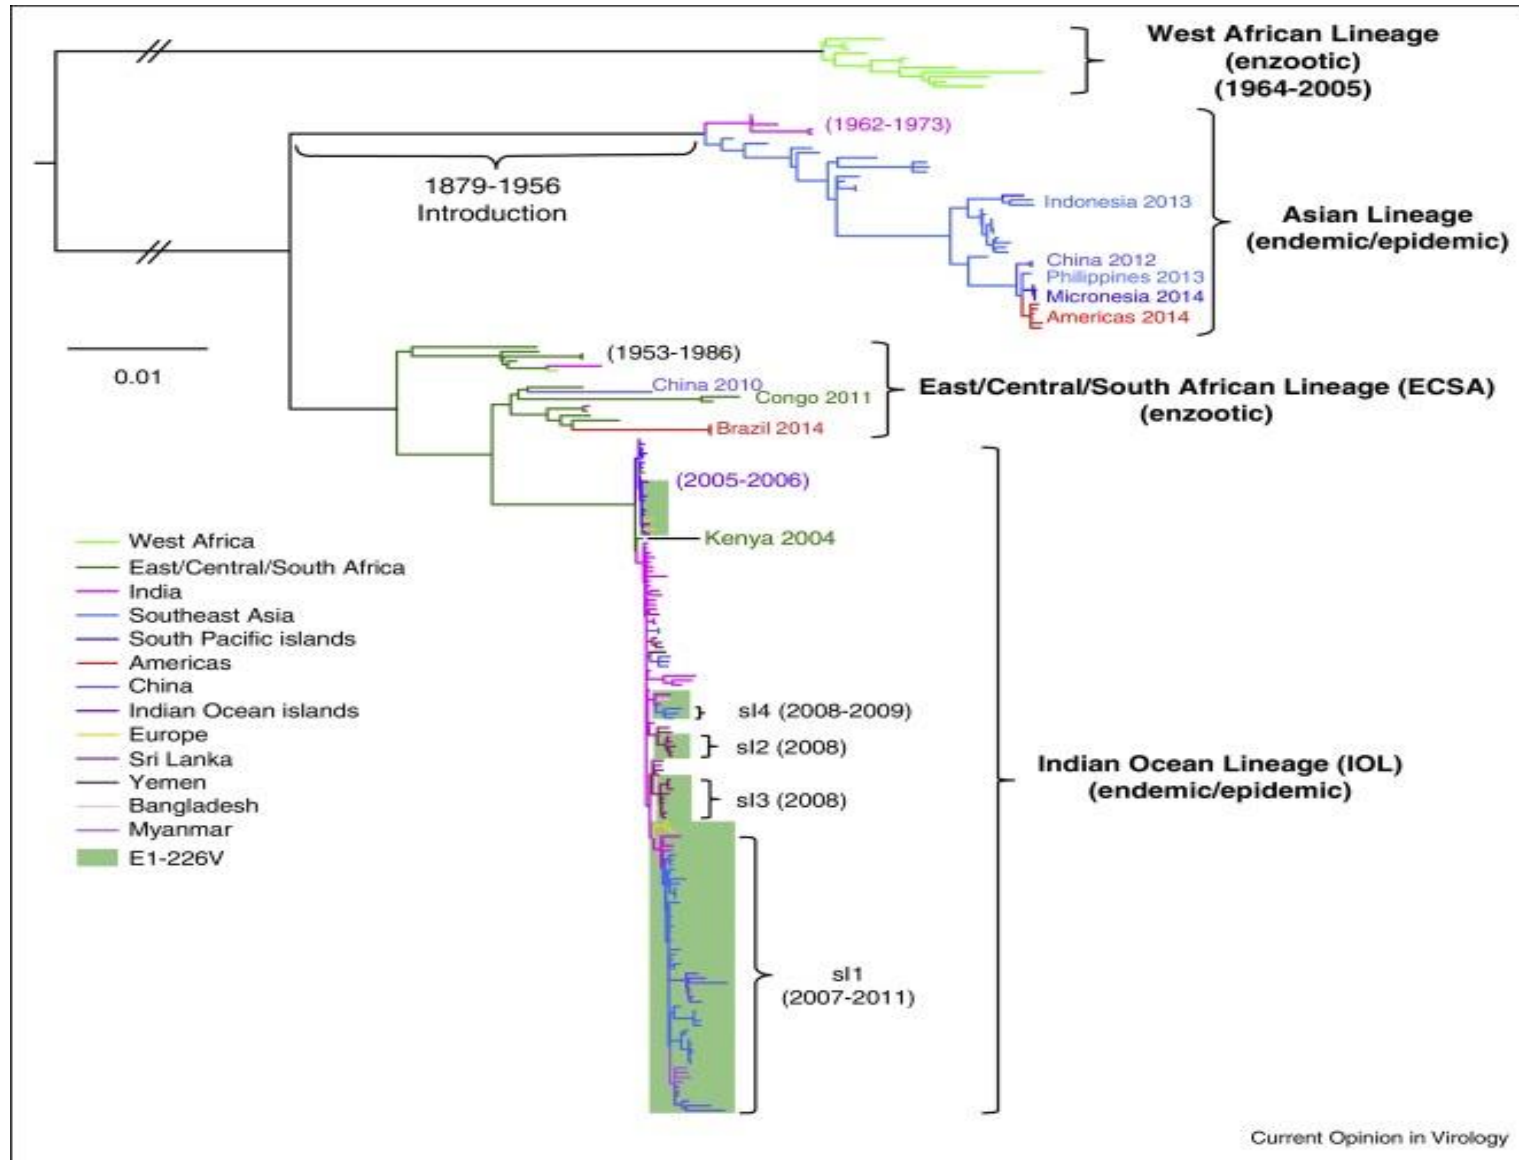 West African Lineage
(enzootic)
(1964-2005)
(1962-1973)
1879-1956
Introduction
Indonesia 2013
China 2012
Philippines 2013
Micronesia 2014
Americas 2014
Asian Lineage
(endemic/epidemic)
0.01
(1953-1986)
China 2010
Congo 2011
Brazil 2014
East/Central/South African Lineage (ECSA)
(enzootic)
(2005-2006)
Kenya 2004
West Africa
East/Central/South Africa
India
Southeast Asia
South Pacific islands
Americas
China
Indian Ocean islands
Europe
Sri Lanka
Yemen
Bangladesh
Myanmar
E1-226V
sl4 (2008-2009)
sl2 (2008)
sl3 (2008)
sl1
(2007-2011)
Indian Ocean Lineage (IOL)
(endemic/epidemic)
Current Opinion in Virology